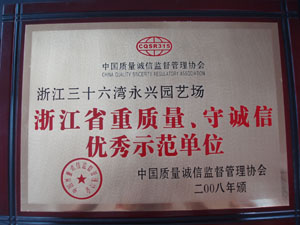 CQSR315
中国质量诚信监督管理协会
CHINA QUALITY SINCERITY REGULATORY ASSOCIATION
浙江三十六湾永兴园艺场
浙江省重质量、守诚信
优秀示范单位
中国质量诚信监督管理协会
二00八年颁